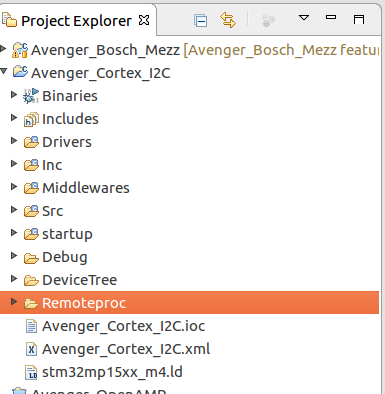 Project Explorer
Avenger_Bosch_Mezz [Avenger_Bosch_Mezz featur
Avenger_Cortex_I2C
Binaries
Includes
Drivers
Inc
Middlewares
Src
startup
Debug
DeviceTree
Remoteproc
Avenger_Cortex_I2C.ioc
Avenger_Cortex_I2C.xml
stm32mp15xx_m4.ld
Avenger_OpenAMP